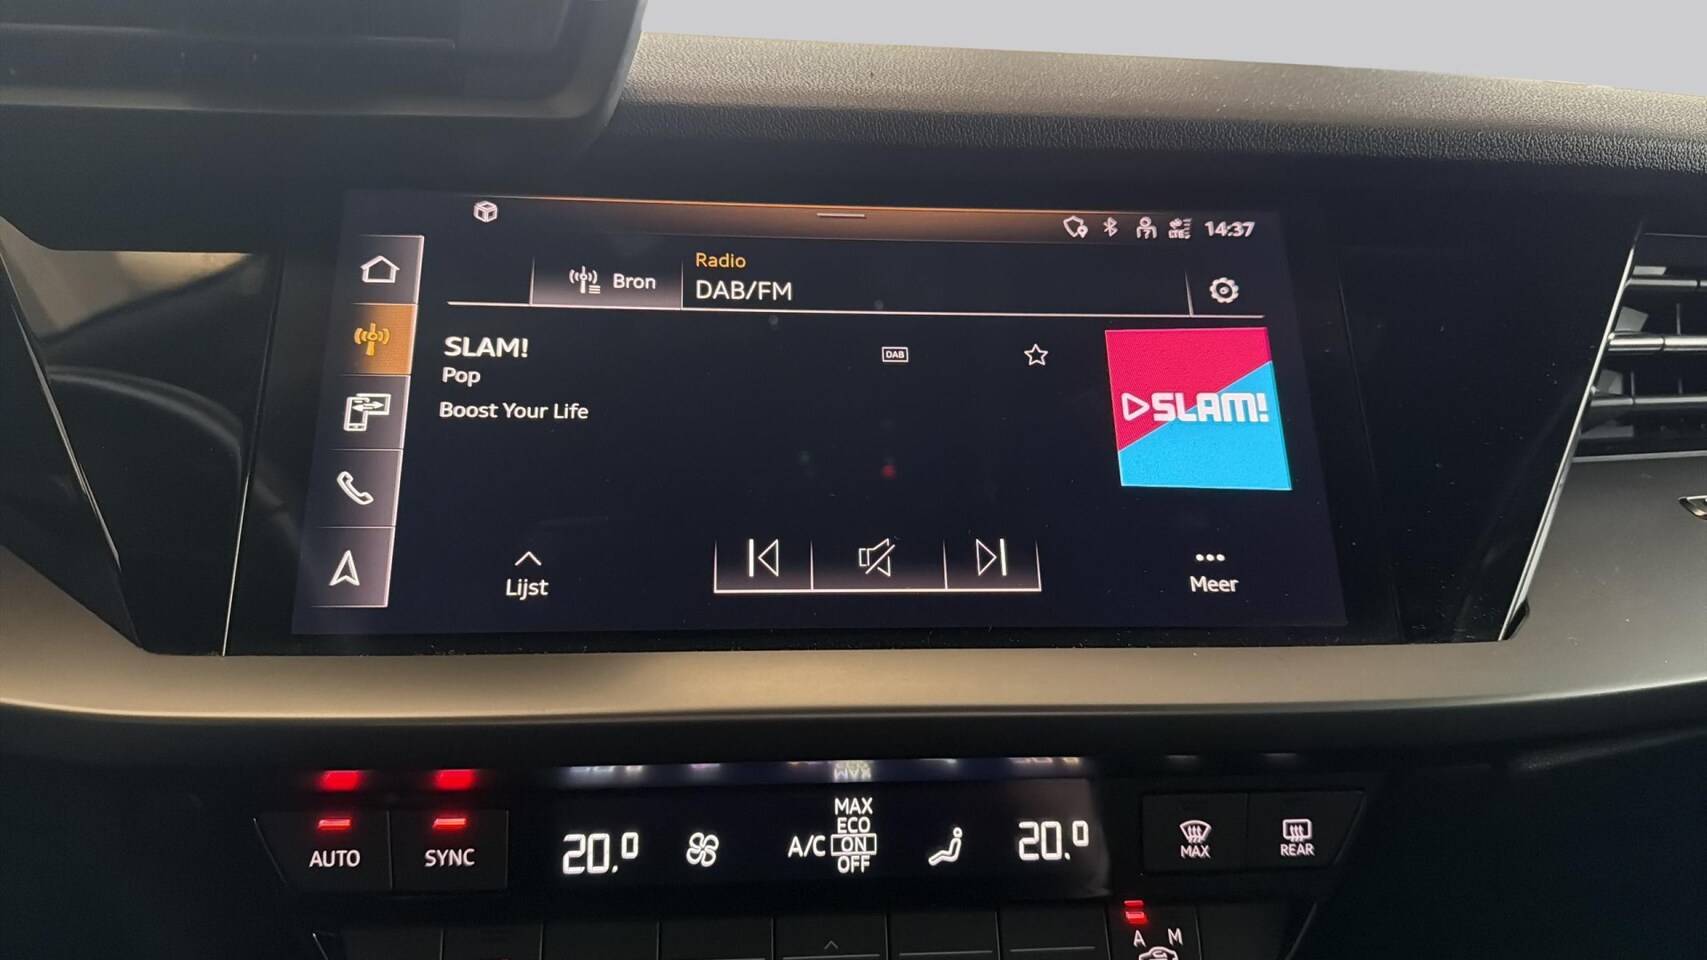 14:37
LTE
Radio
Bron
DAB/FM
SLAM!
DAB
Pop
SLAM!
Boost Your Life
Lijst
Meer
MAX
ECO
AUTO
SYNC
20.0
A/C
ON
20.0
OFF
MAX
REAR
A
M